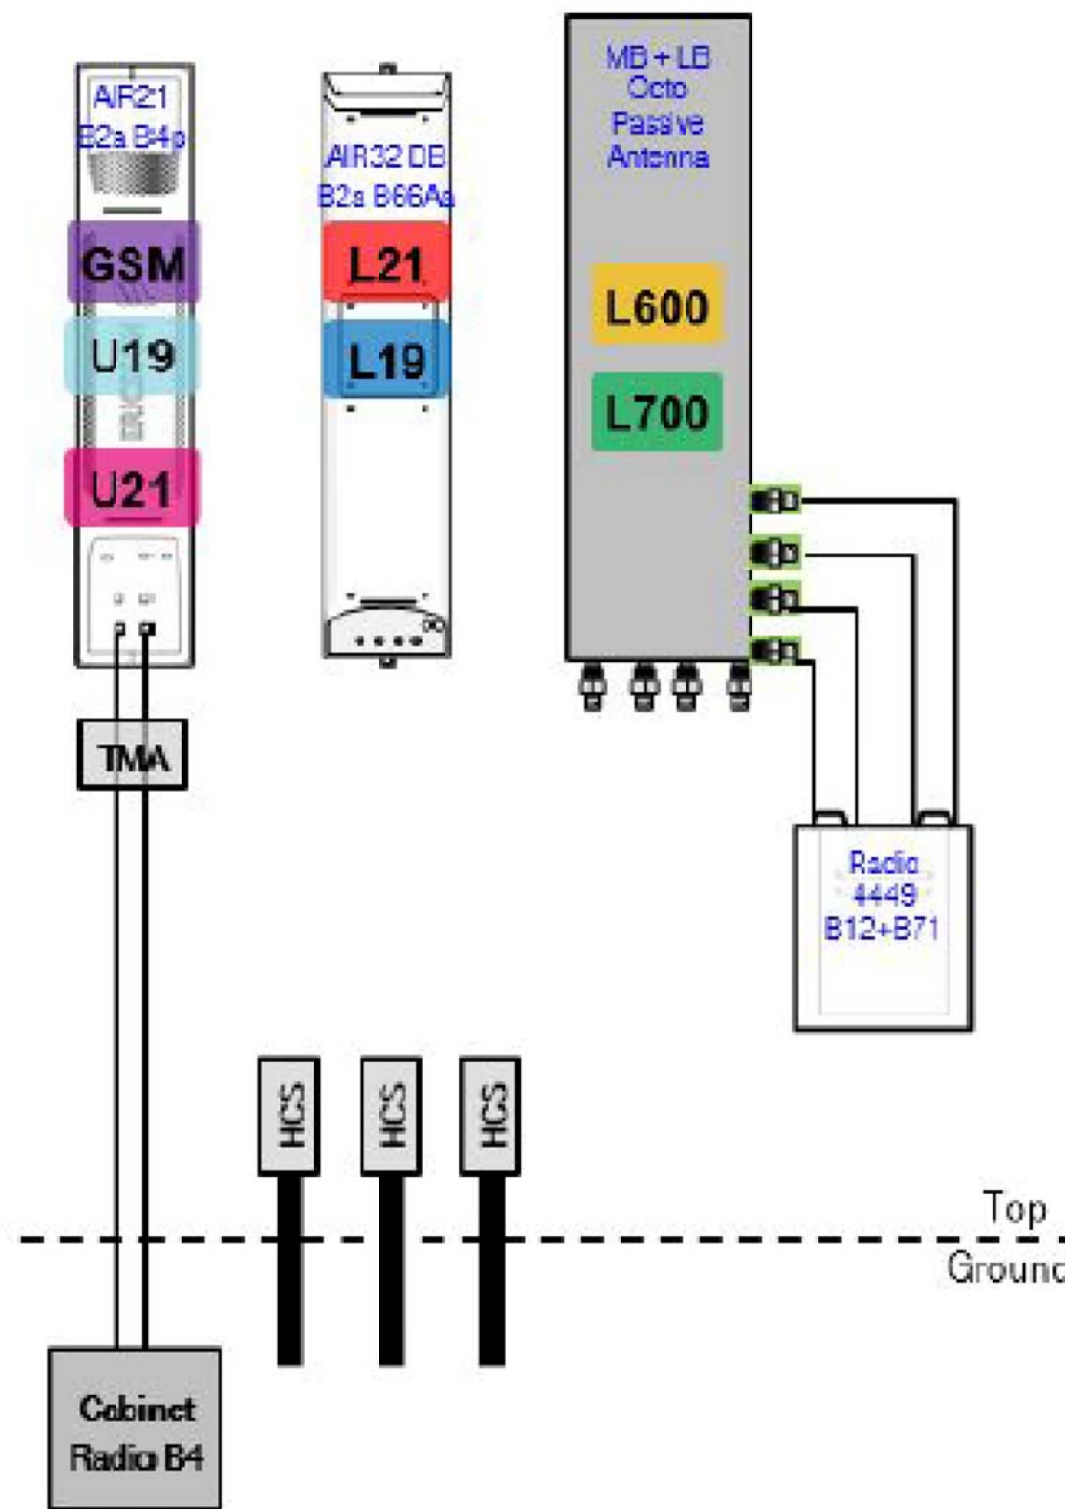 AIR21
B2a B4p
GSM
U19
U21
TMA
AIR32 DB
B2a B66Aa
L21
L19
MB + LB
Octo
Passive
Antenna
L600
L700
Radio
4449
B12+B71
HCS
HCS
HCS
Top
Ground
Cabinet
Radio B4